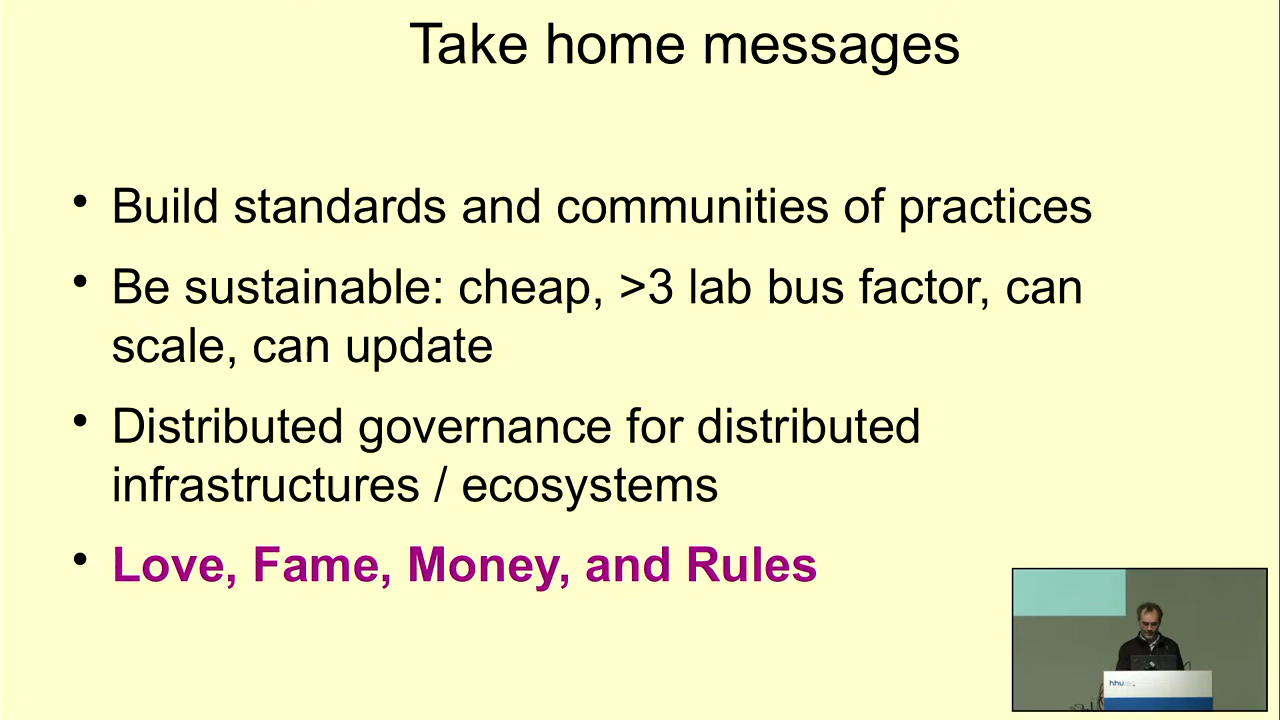 Take home messages
• Build standards and communities of practices
• Be sustainable: cheap, >3 lab bus factor, can
scale, can update
• Distributed governance for distributed
infrastructures / ecosystems
• Love, Fame, Money, and Rules
hhu